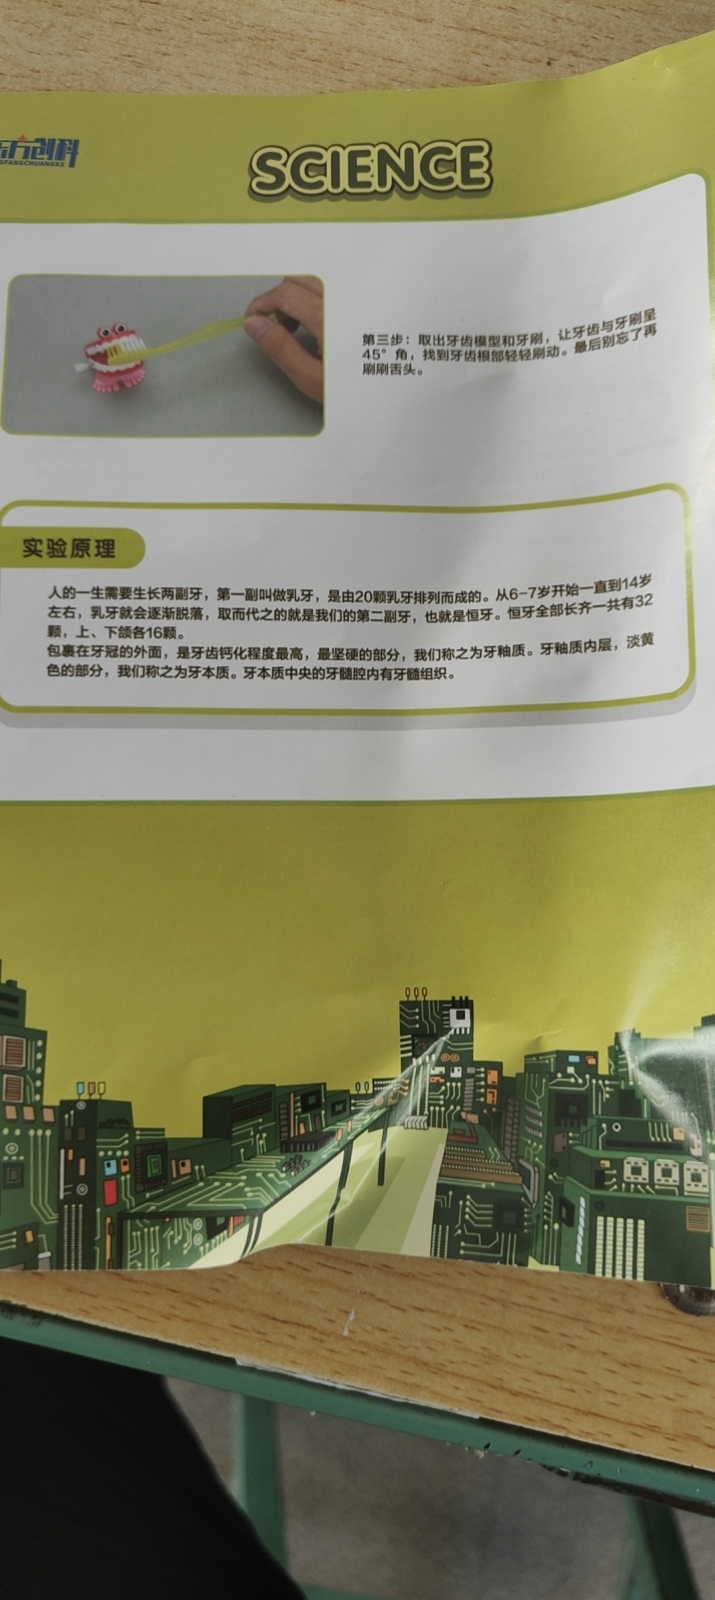 方创科
SCIENCE
第三步：取出牙齿模型和牙刷，让牙齿与牙刷呈
45°角，找到牙齿根部轻轻刷动。最后别忘了再
刷刷舌头。
实验原理
人的一生需要生长两副牙，第一副叫做乳牙，是由20颗乳牙排列而成的。从6-7岁开始一直到14岁
左右，乳牙就会逐渐脱落，取而代之的就是我们的第二副牙，也就是恒牙。恒牙全部长齐一共有32
颗，上、下颌各16颗。
包裹在牙冠的外面，是牙齿钙化程度最高，最坚硬的部分，我们称之为牙釉质。牙釉质内层，淡黄
色的部分，我们称之为牙本质。牙本质中央的牙髓腔内有牙髓组织。